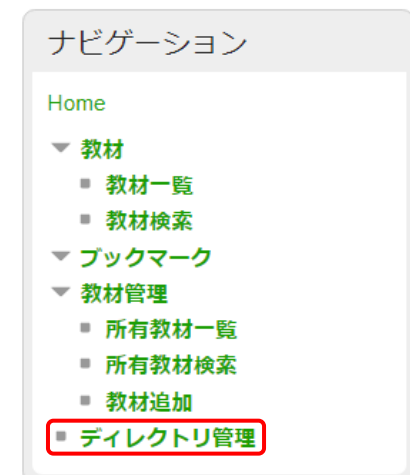 ナビゲーション
Home
教材
教材一覧
教材検索
ブックマーク
教材管理
所有教材一覧
所有教材検索
教材追加
ディレクトリ管理